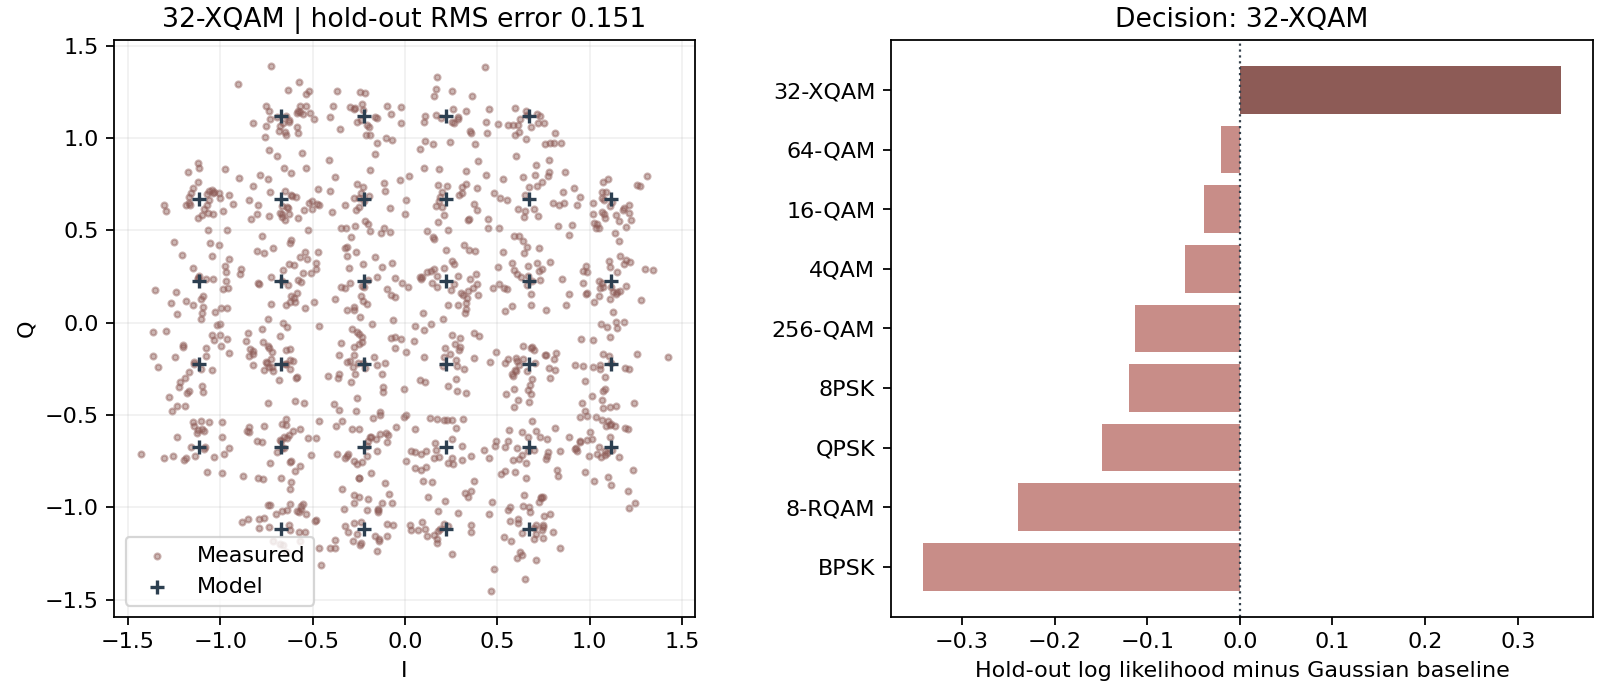 32-XQAM | hold-out RMS error 0.151
1.5
1.0
0.5
0.0
−0.5
−1.0
−1.5
Q
Measured
Model
−1.5
−1.0
−0.5
0.0
0.5
1.0
1.5
I
Decision: 32-XQAM
32-XQAM
64-QAM
16-QAM
4QAM
256-QAM
8PSK
QPSK
8-RQAM
BPSK
−0.3
−0.2
−0.1
0.0
0.1
0.2
0.3
Hold-out log likelihood minus Gaussian baseline